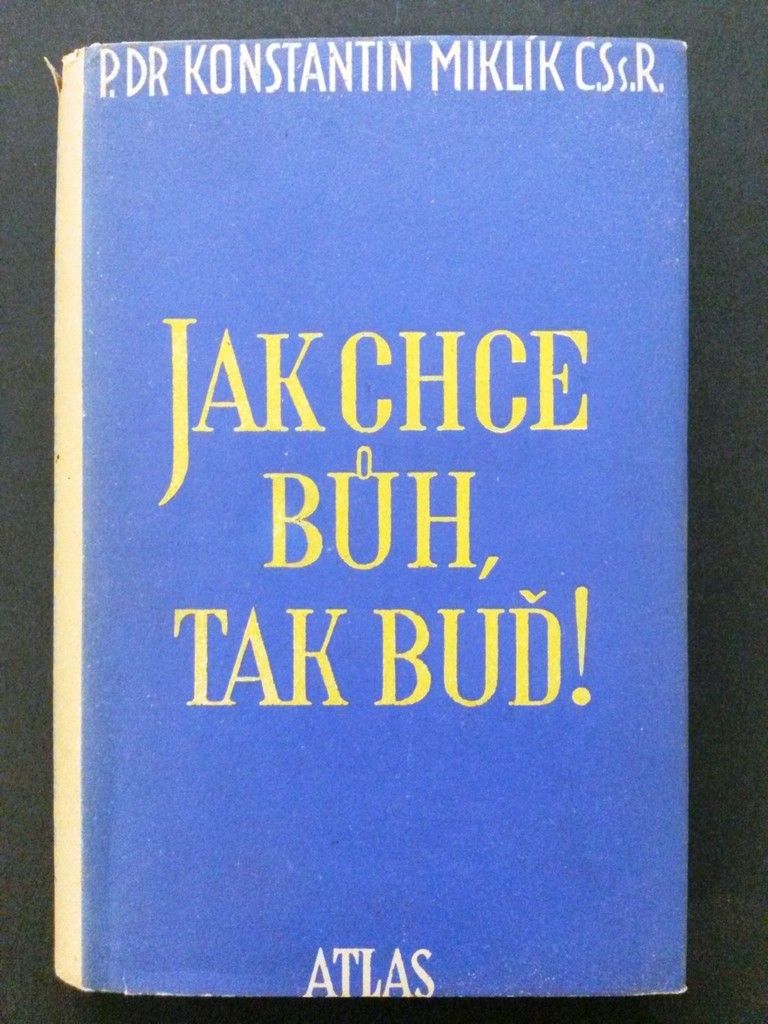 P. DR KONSTANTIN MIKLÍK C.Ss.R.
JAK CHCE
BŮH,
TAK BUĎ!
ATLAS